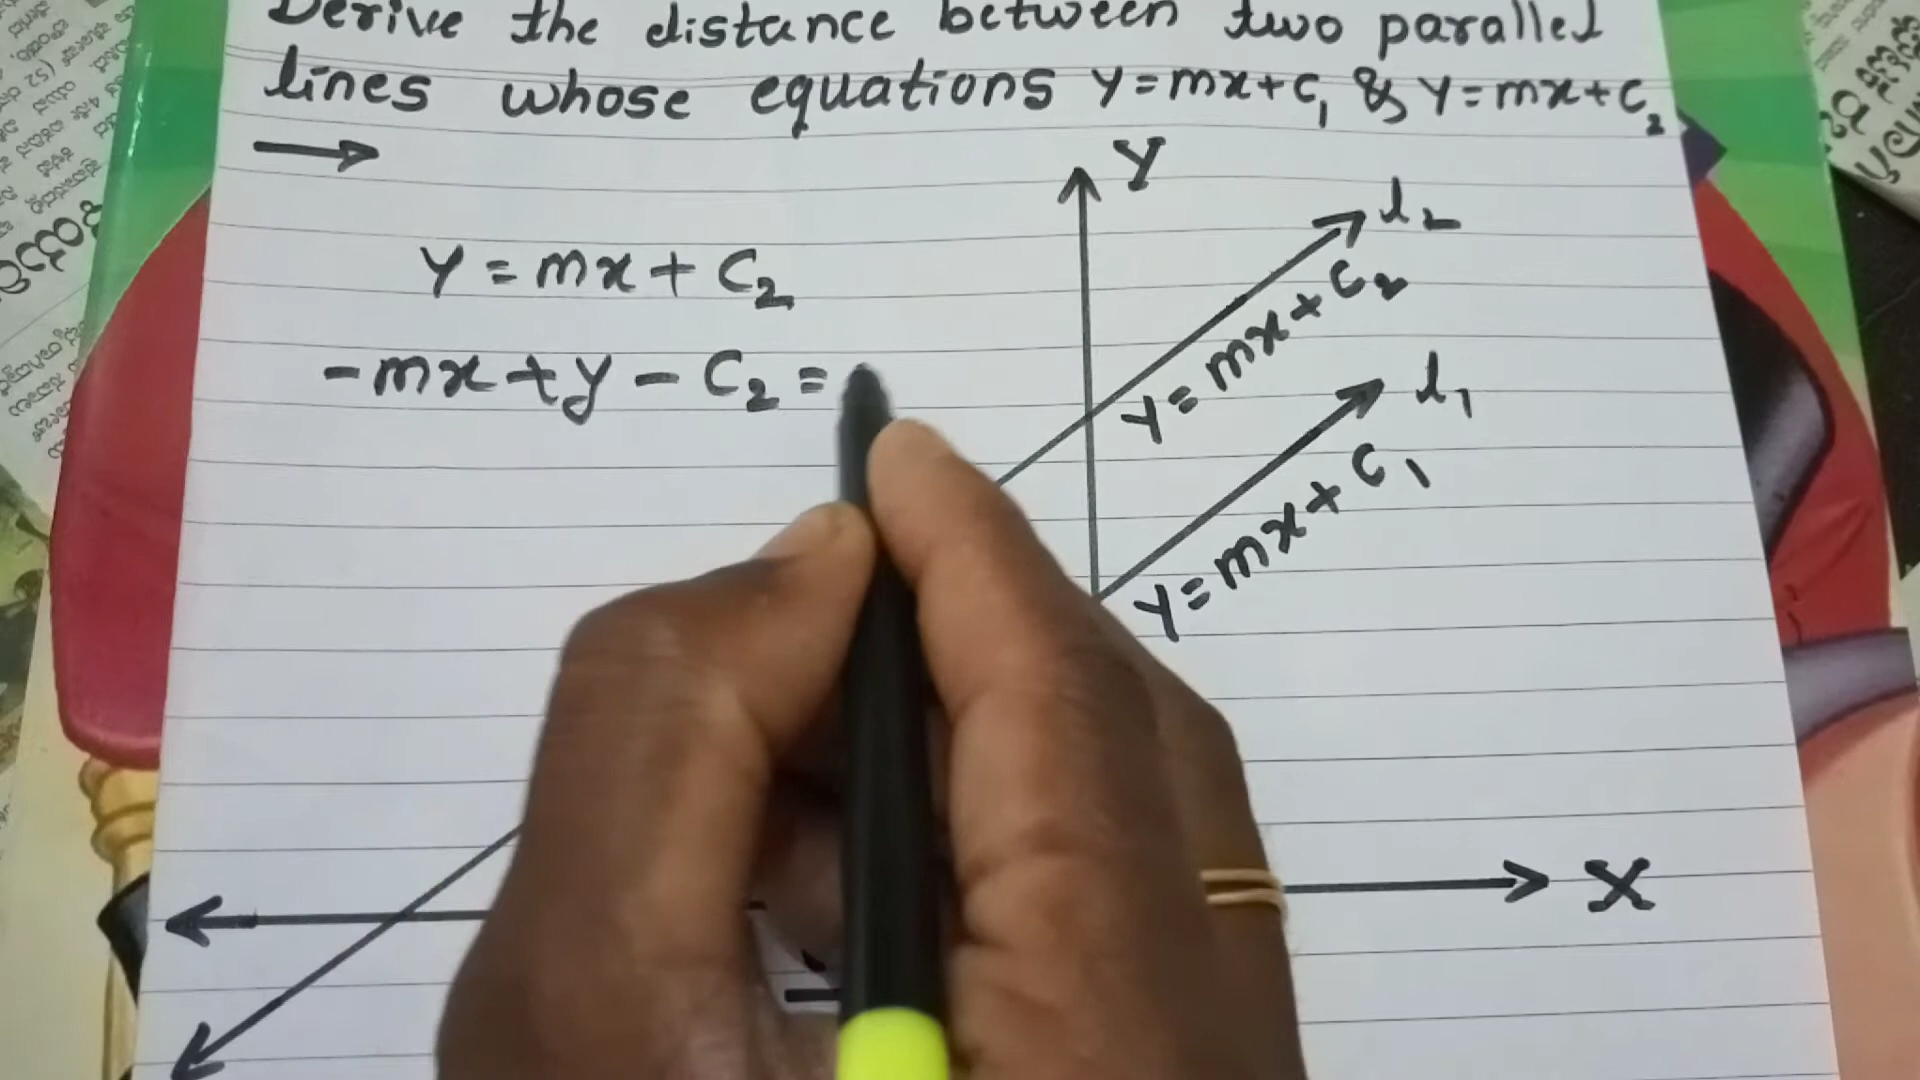 Derive the distance between two parallel
lines whose equations y=mx+c₁ & y=mx+c₂
Y
l₂
y=mx+c₂
y=mx+c₂
-mx+y-c₂=
l₁
y=mx+c₁
X